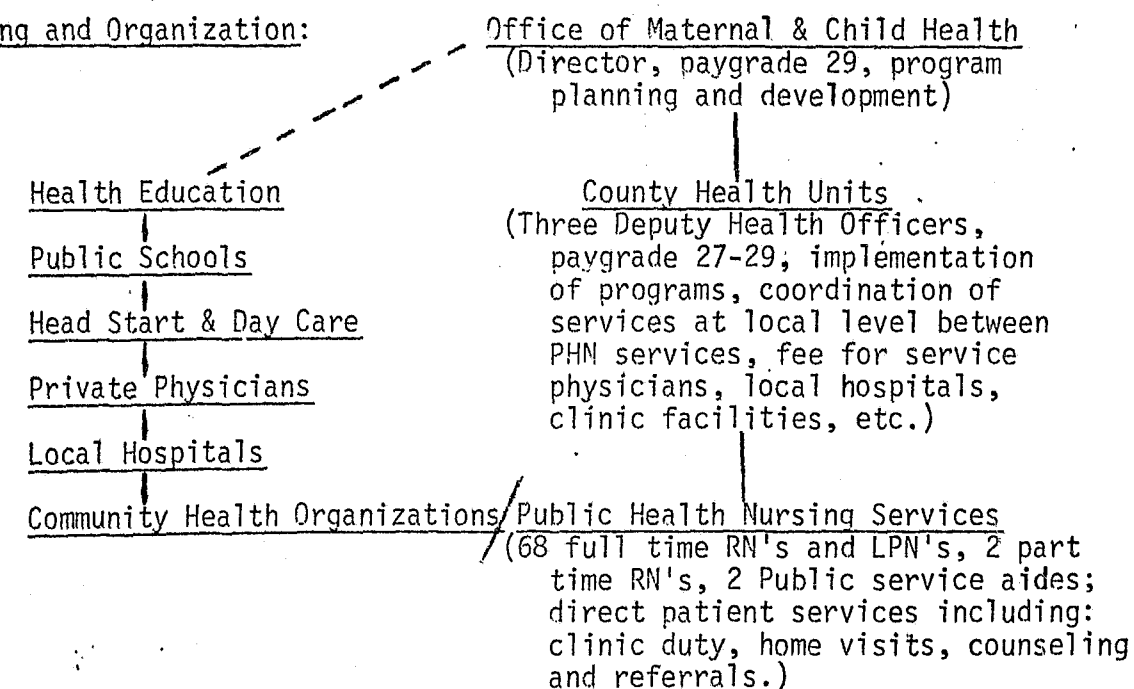 ng and Organization:
Office of Maternal & Child Health
(Director, paygrade 29, program
planning and development)
Health Education
Public Schools
Head Start & Day Care
Private Physicians
Local Hospitals
Community Health Organizations/
County Health Units
(Three Deputy Health Officers,
paygrade 27-29, implementation
of programs, coordination of
services at local level between
PHN services, fee for service
physicians, local hospitals,
clinic facilities, etc.)
Public Health Nursing Services
(68 full time RN's and LPN's, 2 part
time RN's, 2 Public service aides;
direct patient services including:
clinic duty, home visits, counseling
and referrals.)